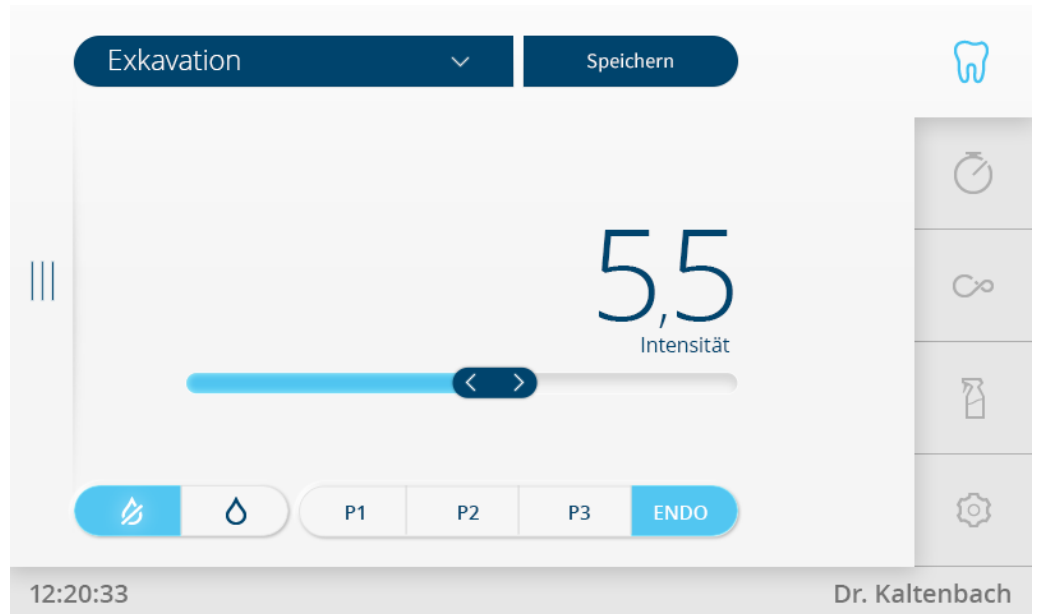 Exkavation
Speichern
5,5
Intensität
P1 P2 P3 ENDO
12:20:33
Dr. Kaltenbach